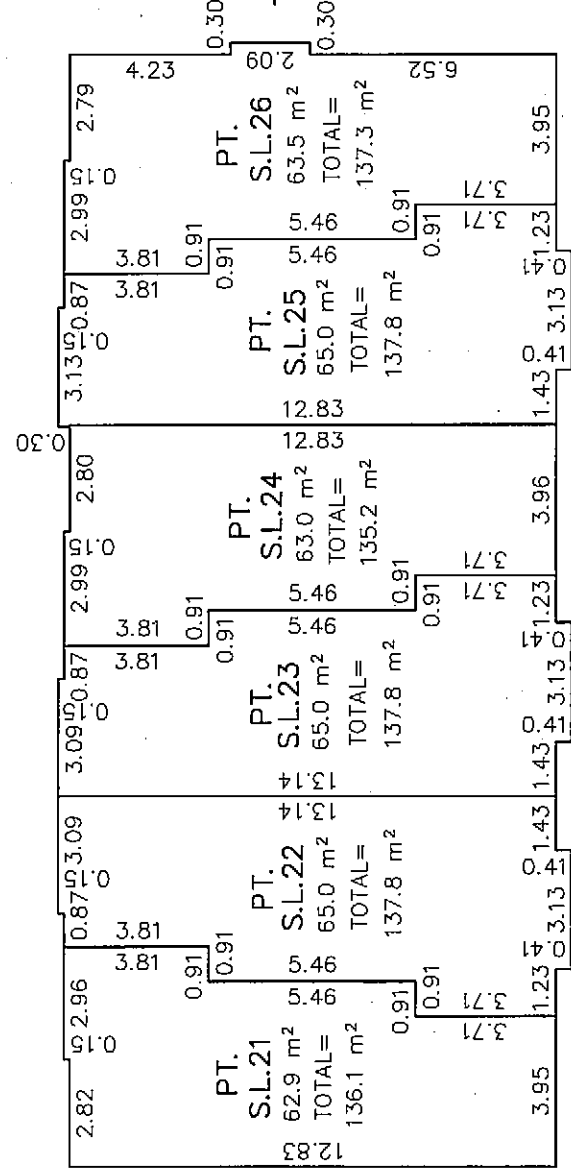 0.30
0.30
4.23
2.09
6.52
2.79
0.15
2.99
PT.
S.L.26
63.5 m²
TOTAL=
137.3 m²
3.95
3.81
0.91
5.46
0.91
3.71
3.81
0.91
5.46
0.91
3.71
0.87
0.15
3.13
PT.
S.L.25
65.0 m²
TOTAL=
137.8 m²
1.23
0.41
3.13
0.41
1.43
12.83
12.83
0.30
2.80
0.15
2.99
PT.
S.L.24
63.0 m²
TOTAL=
135.2 m²
3.96
3.81
0.91
5.46
0.91
3.71
3.81
0.91
5.46
0.91
3.71
0.87
0.15
3.09
PT.
S.L.23
65.0 m²
TOTAL=
137.8 m²
1.23
0.41
3.13
0.41
1.43
13.14
13.14
3.09
0.15
0.87
PT.
S.L.22
65.0 m²
TOTAL=
137.8 m²
1.43
0.41
3.13
0.41
1.23
3.81
0.91
5.46
0.91
3.71
3.81
0.91
5.46
0.91
3.71
2.96
0.15
2.82
PT.
S.L.21
62.9 m²
TOTAL=
136.1 m²
3.95
12.83